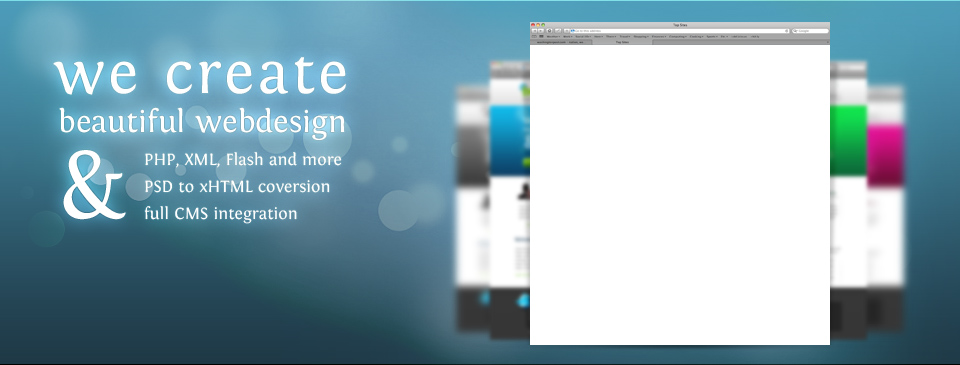 we create
beautiful webdesign
&
PHP, XML, Flash and more
PSD to xHTML coversion
full CMS integration
Top Sites
Top Sites